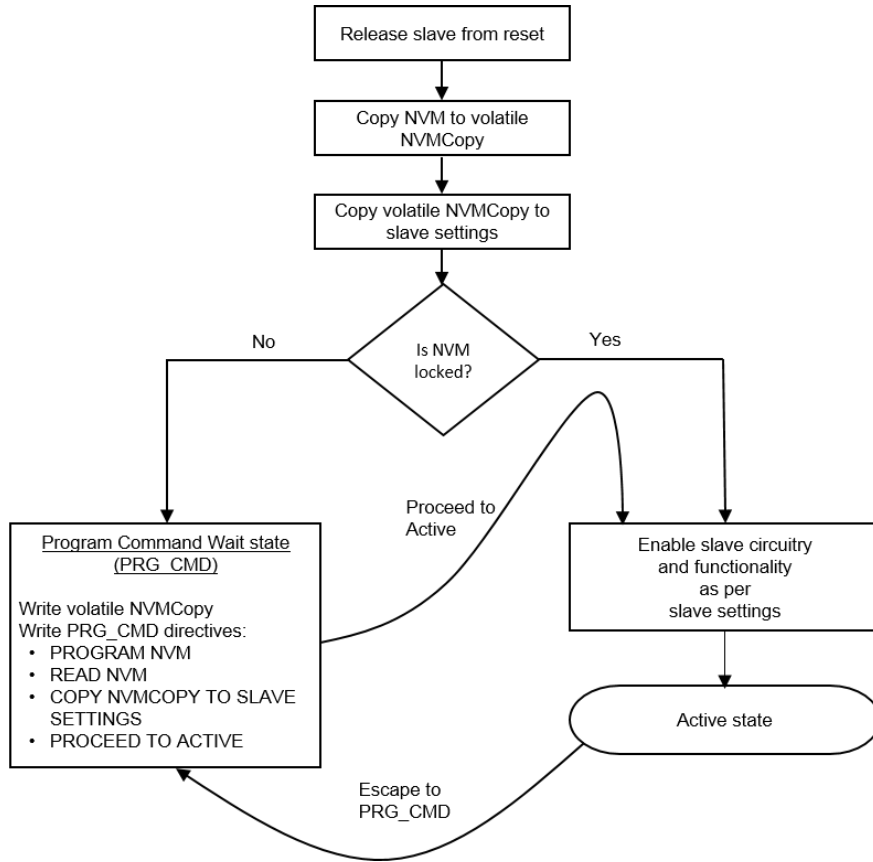 Release slave from reset
Copy NVM to volatile
NVMCopy
Copy volatile NVMCopy to
slave settings
Is NVM
locked?
No
Yes
Proceed to
Active
Program Command Wait state
(PRG_CMD)
Write volatile NVMCopy
Write PRG_CMD directives:
• PROGRAM NVM
• READ NVM
• COPY NVMCOPY TO SLAVE
SETTINGS
• PROCEED TO ACTIVE
Enable slave circuitry
and functionality
as per
slave settings
Active state
Escape to
PRG_CMD